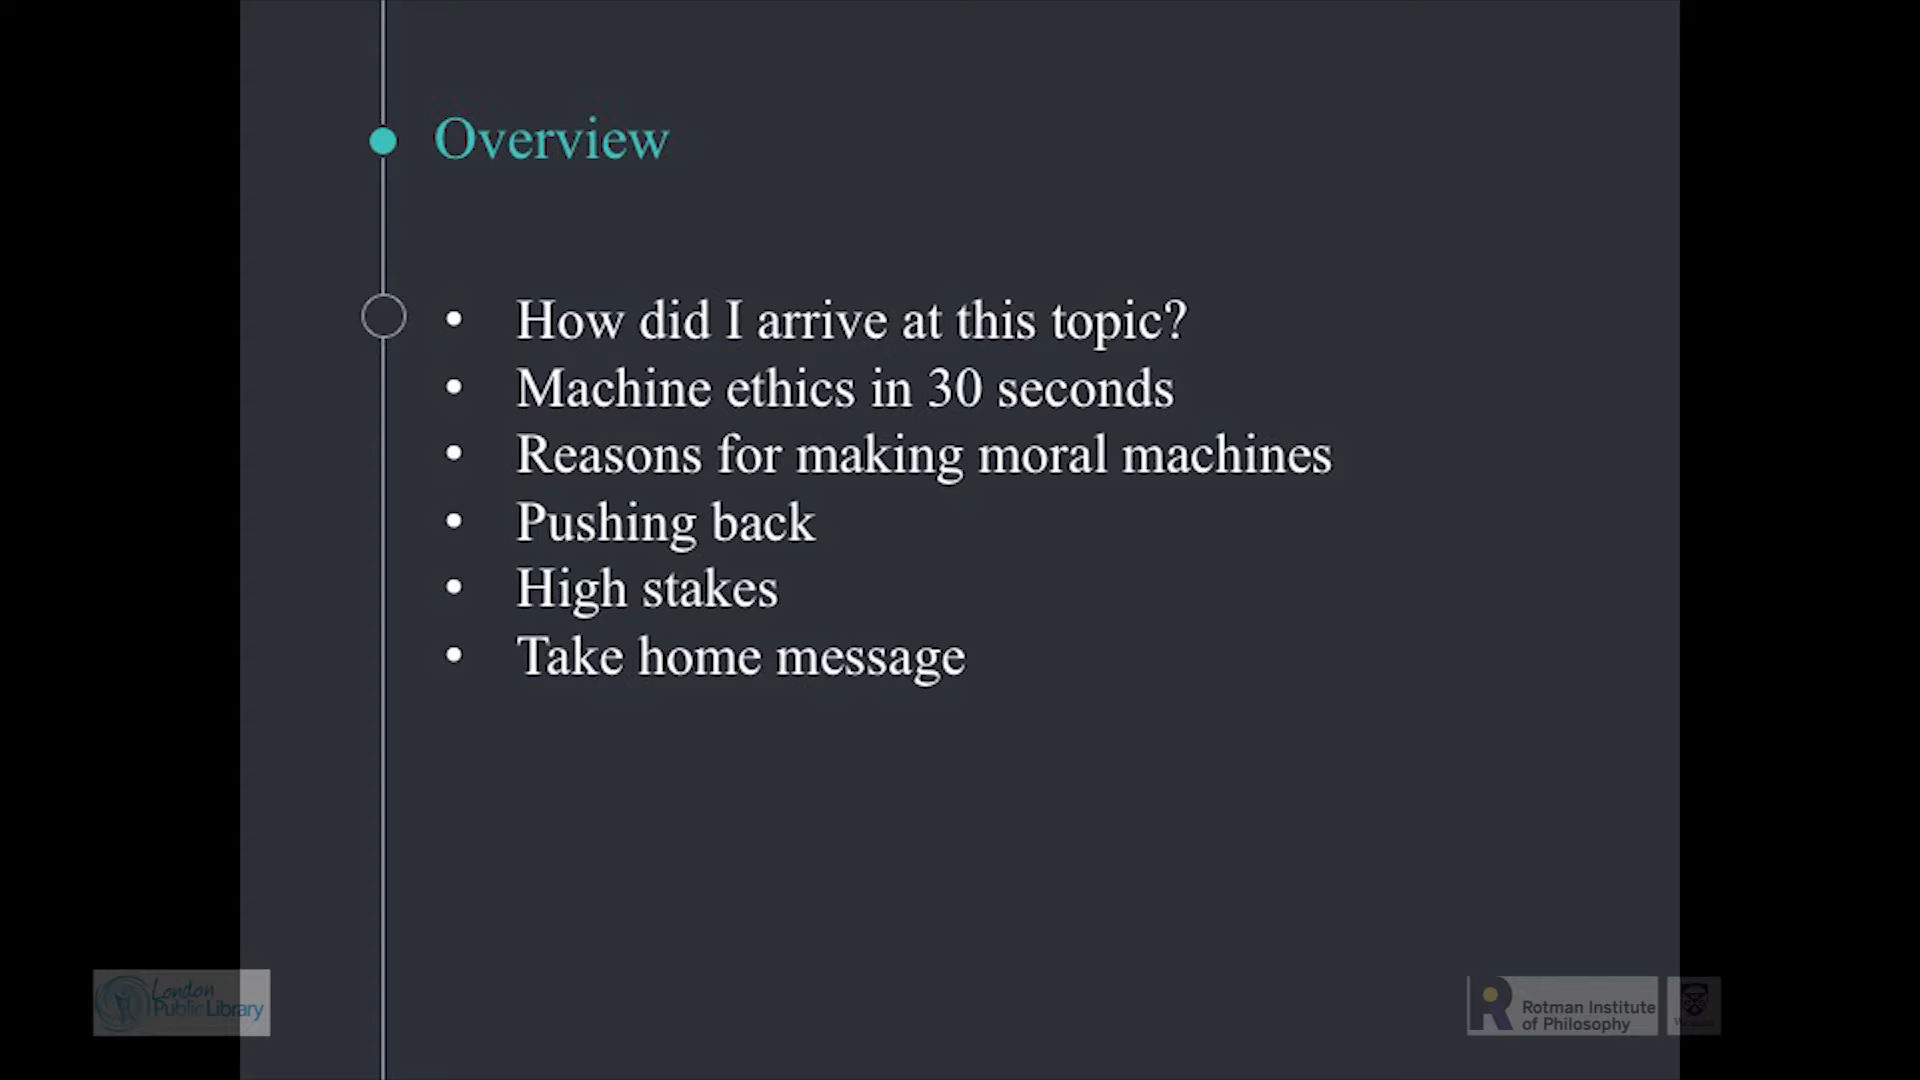 Overview
• How did I arrive at this topic?
• Machine ethics in 30 seconds
• Reasons for making moral machines
• Pushing back
• High stakes
• Take home message
London
Public Library
Rotman Institute
of Philosophy